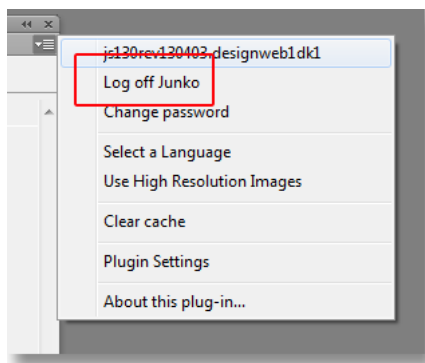 js130rev130403.designweb1dk1
Log off Junko
Change password
Select a Language
Use High Resolution Images
Clear cache
Plugin Settings
About this plug-in...